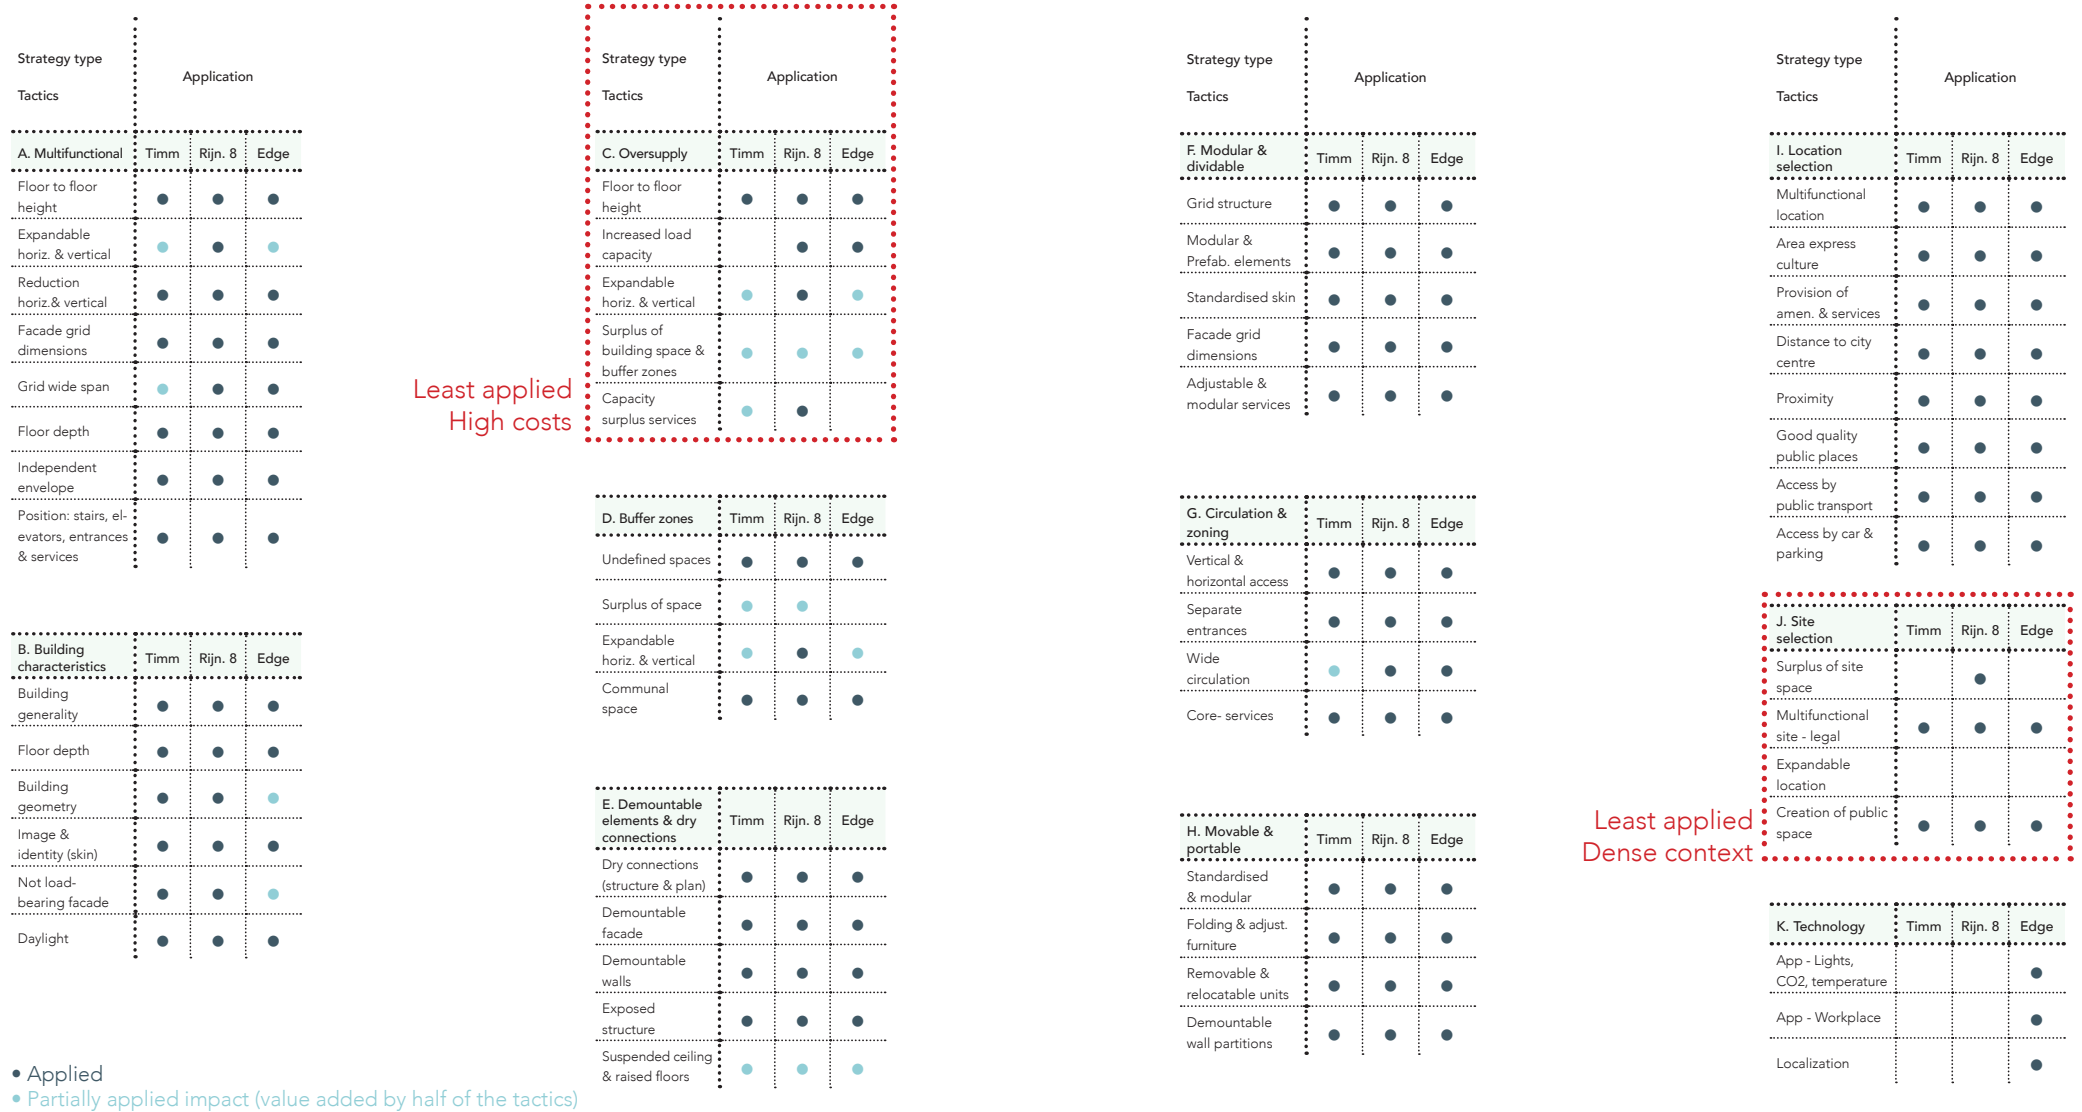 Strategy type
Application
Tactics
A. Multifunctional Timm Rijn. 8 Edge
Floor to floor
height
Expandable
horiz. & vertical
Reduction
horiz.& vertical
Facade grid
dimensions
Grid wide span
Floor depth
Independent
envelope
Position: stairs, el-
evators, entrances
& services
B. Building
characteristics
Timm Rijn. 8 Edge
Building
generality
Floor depth
Building
geometry
Image &
identity (skin)
Not load-
bearing facade
Daylight
• Applied
• Partially applied impact (value added by half of the tactics)
Least applied
High costs
Strategy type
Application
Tactics
C. Oversupply Timm Rijn. 8 Edge
Floor to floor
height
Increased load
capacity
Expandable
horiz. & vertical
Surplus of
building space &
buffer zones
Capacity
surplus services
D. Buffer zones Timm Rijn. 8 Edge
Undefined spaces
Surplus of space
Expandable
horiz. & vertical
Communal
space
E. Demountable
elements & dry
connections
Timm Rijn. 8 Edge
Dry connections
(structure & plan)
Demountable
facade
Demountable
walls
Exposed
structure
Suspended ceiling
& raised floors
Strategy type
Application
Tactics
F. Modular &
dividable
Timm Rijn. 8 Edge
Grid structure
Modular &
Prefab. elements
Standardised skin
Facade grid
dimensions
Adjustable &
modular services
G. Circulation &
zoning
Timm Rijn. 8 Edge
Vertical &
horizontal access
Separate
entrances
Wide
circulation
Core- services
H. Movable &
portable
Timm Rijn. 8 Edge
Standardised
& modular
Folding & adjust.
furniture
Removable &
relocatable units
Demountable
wall partitions
Strategy type
Application
Tactics
I. Location
selection
Timm Rijn. 8 Edge
Multifunctional
location
Area express
culture
Provision of
amen. & services
Distance to city
centre
Proximity
Good quality
public places
Access by
public transport
Access by car &
parking
Least applied
Dense context
J. Site
selection
Timm Rijn. 8 Edge
Surplus of site
space
Multifunctional
site - legal
Expandable
location
Creation of public
space
K. Technology Timm Rijn. 8 Edge
App - Lights,
CO2, temperature
App - Workplace
Localization